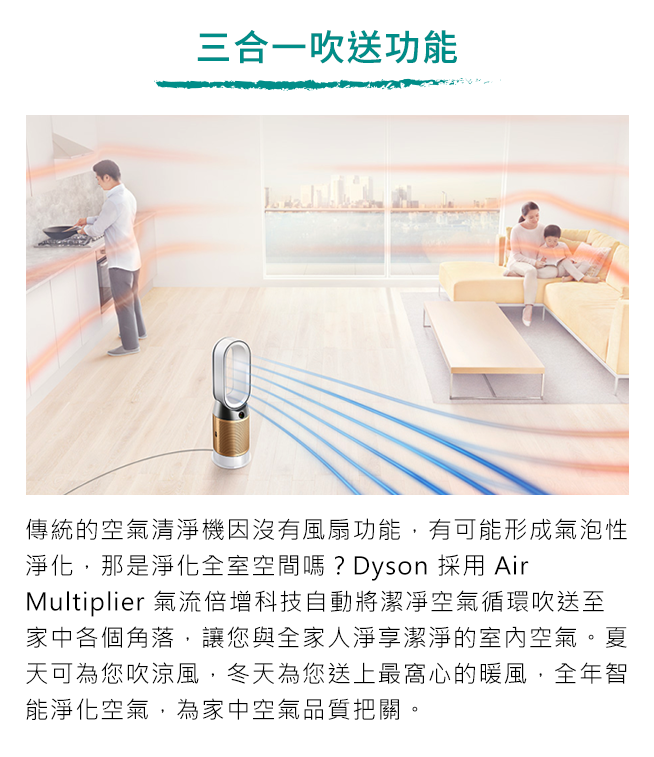 三合一吹送功能
傳統的空氣清淨機因沒有風扇功能，有可能形成氣泡性
淨化，那是淨化全室空間嗎？Dyson 採用 Air
Multiplier 氣流倍增科技自動將潔淨空氣循環吹送至
家中各個角落，讓您與全家人淨享潔淨的室內空氣。夏
天可為您吹涼風，冬天為您送上最窩心的暖風，全年智
能淨化空氣，為家中空氣品質把關。